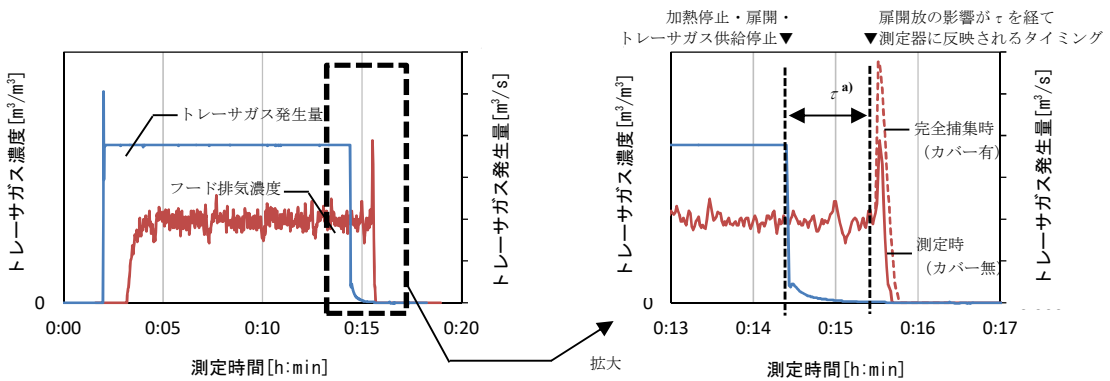 加熱停止・扉開・
トレーサガス供給停止▼
扉開放の影響がτを経て
▼測定器に反映されるタイミング
トレーサガス濃度[m³/m³]
トレーサガス発生量
フード排気濃度
トレーサガス発生量[m³/s]
0
0:00
0:05
0:10
0:15
0:20
測定時間[h:min]
拡大
トレーサガス濃度[m³/m³]
τ a)
完全捕集時
(カバー有)
測定時
(カバー無)
トレーサガス発生量[m³/s]
0
0:13
0:14
0:15
0:16
0:17
測定時間[h:min]